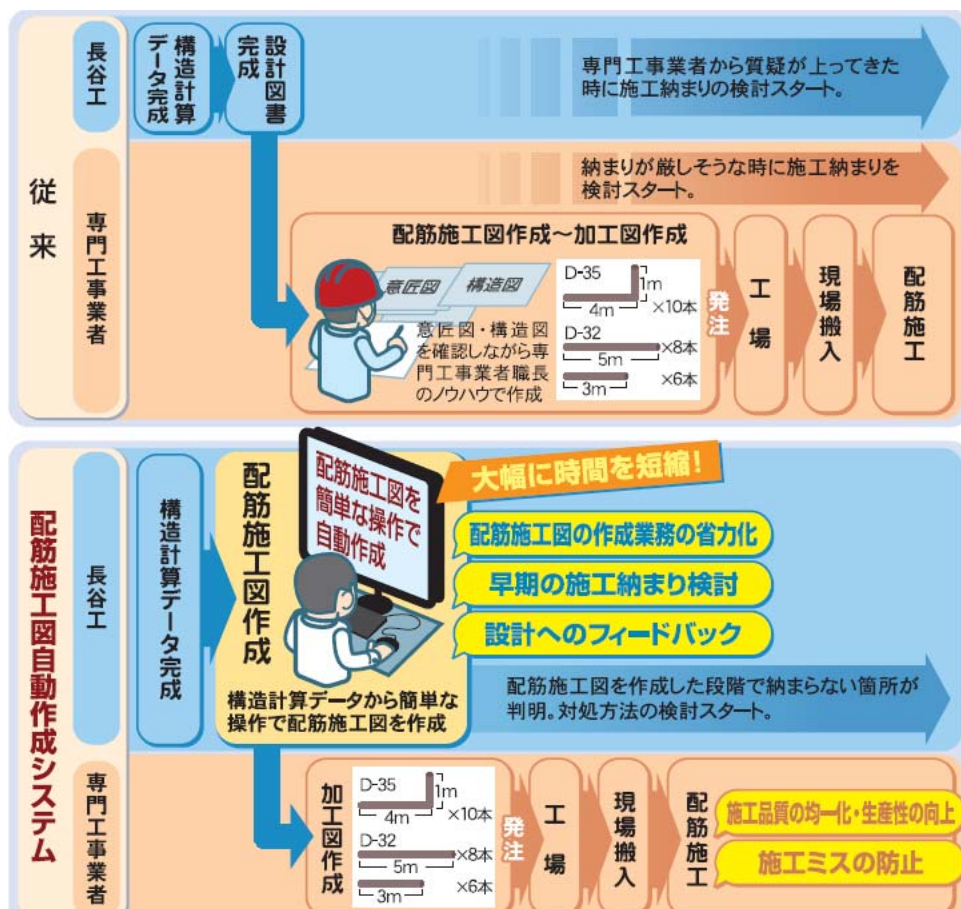 従来
長谷工
構造計算
データ完成
設計図書
完成
専門工事業者から質疑が上ってきた
時に施工納まりの検討スタート。
専門工事業者
納まりが厳しそうな時に施工納まりを
検討スタート。
配筋施工図作成～加工図作成
意匠図
構造図
意匠図・構造図
を確認しながら専
門工事業者職長
のノウハウで作成
D-35
1m
4m
×10本
D-32
5m
×8本
3m
×6本
発注
工場
現場搬入
配筋施工
配筋施工図自動作成システム
長谷工
構造計算データ完成
配筋施工図作成
配筋施工図を
簡単な操作で
自動作成
構造計算データから簡単な
操作で配筋施工図を作成
大幅に時間を短縮！
配筋施工図の作成業務の省力化
早期の施工納まり検討
設計へのフィードバック
配筋施工図を作成した段階で納まらない箇所が
判明。対処方法の検討スタート。
専門工事業者
加工図作成
D-35
1m
4m
×10本
D-32
5m
×8本
3m
×6本
発注
工場
現場搬入
配筋施工
施工品質の均一化・生産性の向上
施工ミスの防止